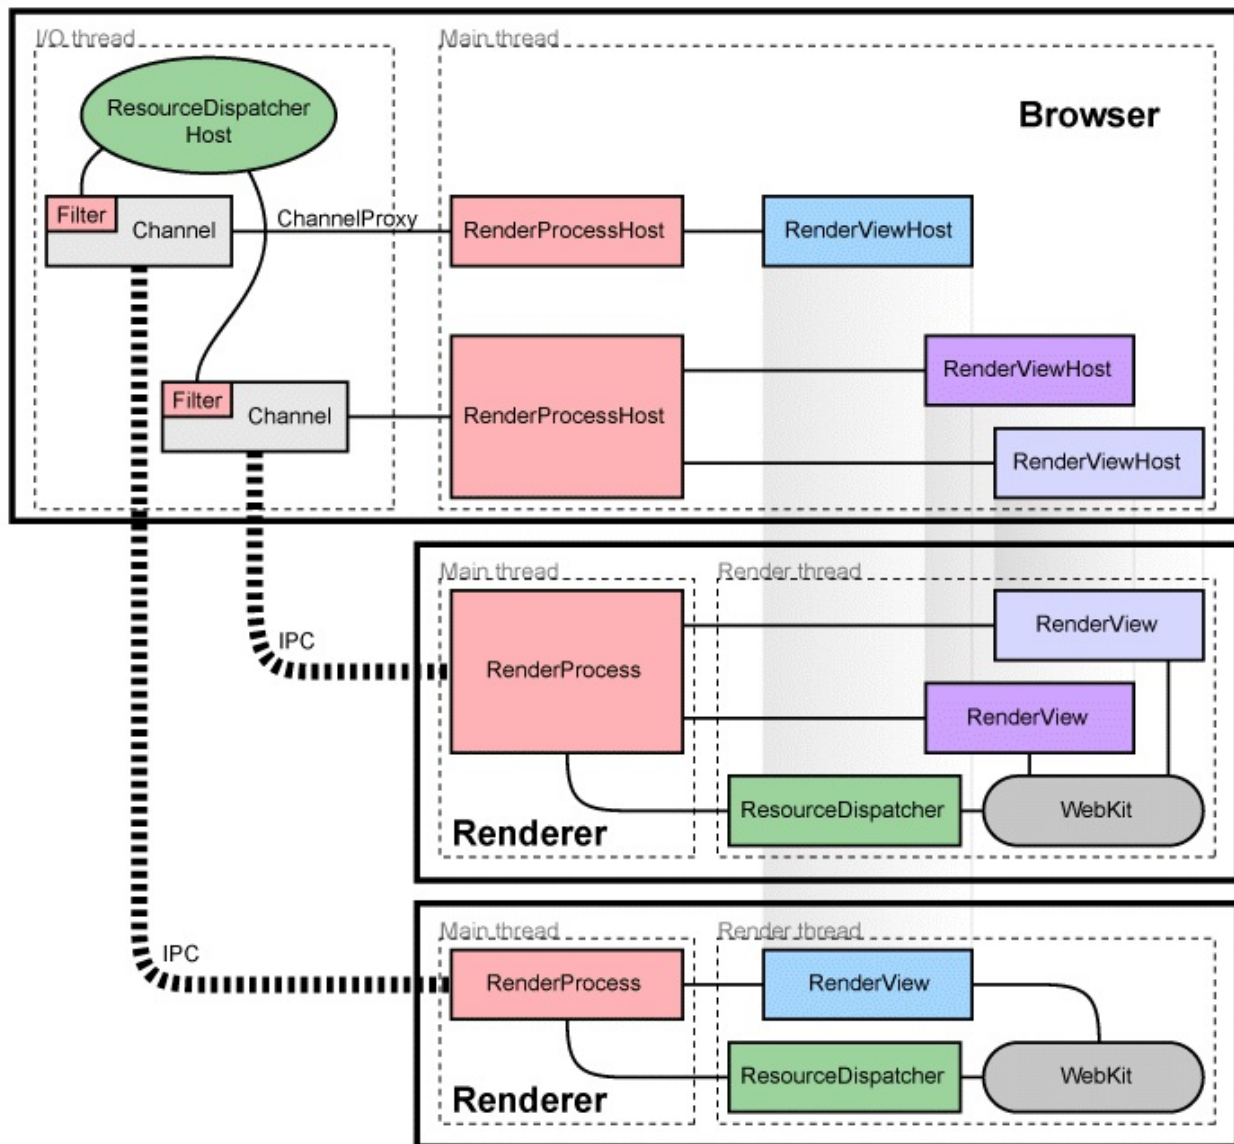 I/O thread
Main thread
ResourceDispatcher
Host
Browser
Filter
Channel
ChannelProxy
RenderProcessHost
RenderViewHost
RenderViewHost
Filter
Channel
RenderProcessHost
RenderViewHost
Main thread
Render thread
IPC
RenderProcess
RenderView
RenderView
ResourceDispatcher
WebKit
Renderer
Main thread
Render thread
IPC
RenderProcess
RenderView
ResourceDispatcher
WebKit
Renderer